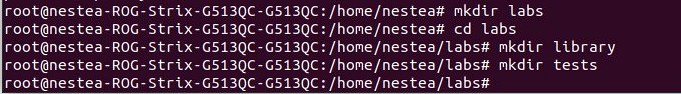 root@nestea-ROG-Strix-G513QC-G513QC:/home/nestea# mkdir labs
root@nestea-ROG-Strix-G513QC-G513QC:/home/nestea# cd labs
root@nestea-ROG-Strix-G513QC-G513QC:/home/nestea/labs# mkdir library
root@nestea-ROG-Strix-G513QC-G513QC:/home/nestea/labs# mkdir tests
root@nestea-ROG-Strix-G513QC-G513QC:/home/nestea/labs#